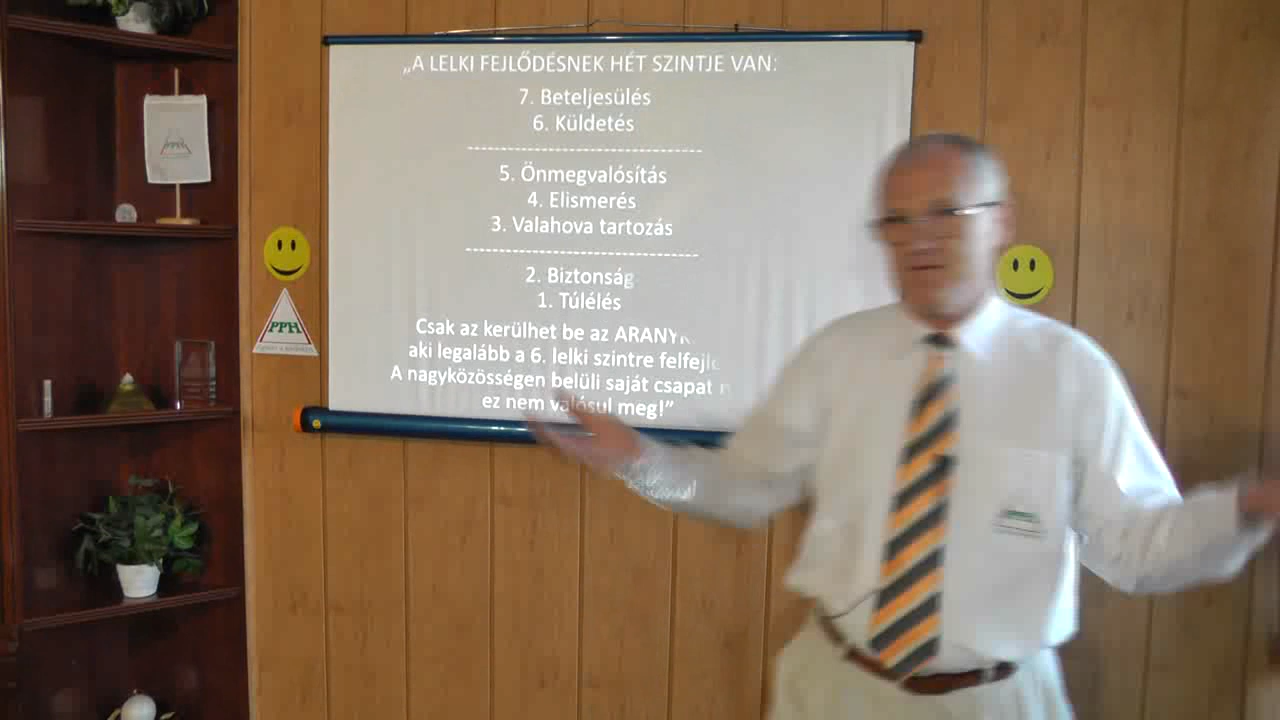 „A LELKI FEJLŐDÉSNEK HÉT SZINTJE VAN:
7. Beteljesülés
6. Küldetés
5. Önmegvalósítás
4. Elismerés
3. Valahova tartozás
2. Biztonság
1. Túlélés
Csak az kerülhet be az
aki legalább a 6. lelki szintre
A nagyközösségen belüli saját csapat
ez nem valósul meg!”
PPH
PPH